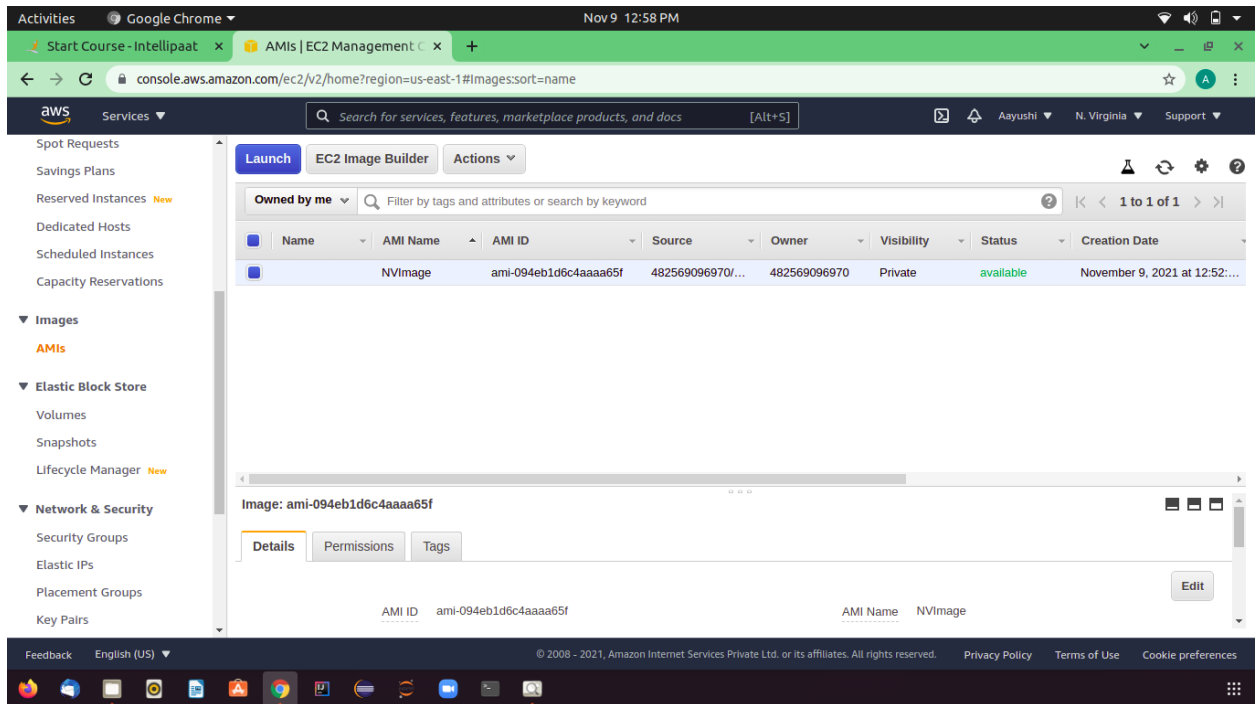 Activities Google Chrome Nov 9 12:58 PM
Start Course - Intellipaat AMIs | EC2 Management C
console.aws.amazon.com/ec2/v2/home?region=us-east-1#Images:sort=name
aws Services Search for services, features, marketplace products, and docs [Alt+S] Aayushi N. Virginia Support
Spot Requests
Savings Plans
Reserved Instances New
Dedicated Hosts
Scheduled Instances
Capacity Reservations
Images
AMIs
Elastic Block Store
Volumes
Snapshots
Lifecycle Manager New
Network & Security
Security Groups
Elastic IPs
Placement Groups
Key Pairs
Launch EC2 Image Builder Actions
Owned by me Filter by tags and attributes or search by keyword 1 to 1 of 1
Name AMI Name AMI ID Source Owner Visibility Status Creation Date
NVImage ami-094eb1d6c4aaaa65f 482569096970/... 482569096970 Private available November 9, 2021 at 12:52:...
Image: ami-094eb1d6c4aaaa65f
Details Permissions Tags
Edit
AMI ID ami-094eb1d6c4aaaa65f AMI Name NVImage
Feedback English (US) © 2008 - 2021, Amazon Internet Services Private Ltd. or its affiliates. All rights reserved. Privacy Policy Terms of Use Cookie preferences